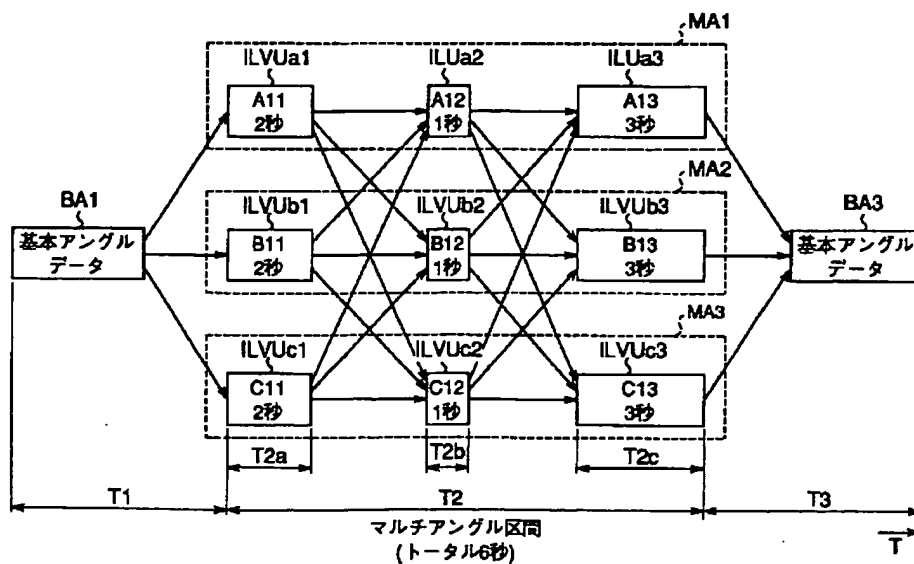 MA1
ILVUa1
ILUa2
ILUa3
A11
2秒
A12
1秒
A13
3秒
MA2
BA1
ILVUb1
ILVUb2
ILVUb3
BA3
基本アングル
データ
B11
2秒
B12
1秒
B13
3秒
基本アングル
データ
MA3
ILVUc1
ILVUc2
ILVUc3
C11
2秒
C12
1秒
C13
3秒
T2a
T2b
T2c
T1
T2
T3
マルチアングル区間
(トータル6秒)
T